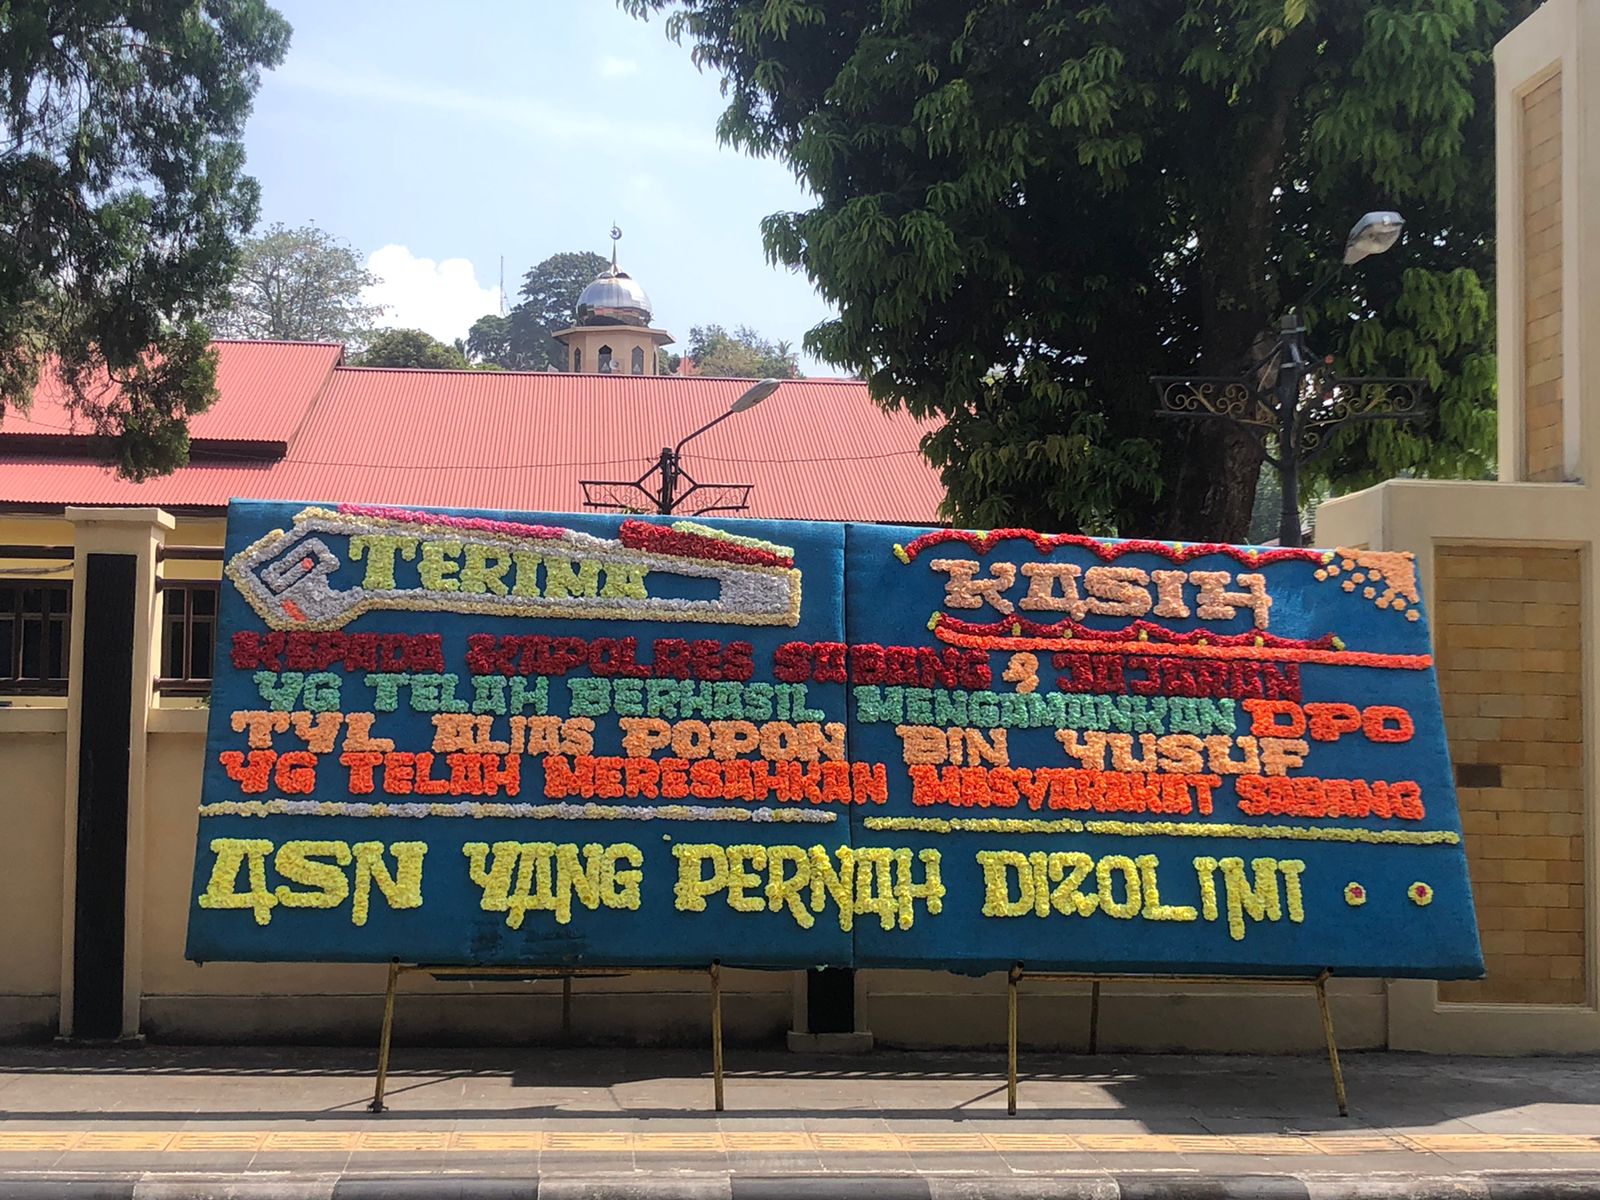 TERIMA KASIH
KEPADA KAPOLRES SABANG & JAJARAN
YG TELAH BERHASIL MENGAMANKAN DPO
TYL ALIAS POPON BIN YUSUF
YG TELAH MERESAHKAN MASYARAKAT SABANG
ASN YANG PERNAH DIZOLIMI . .